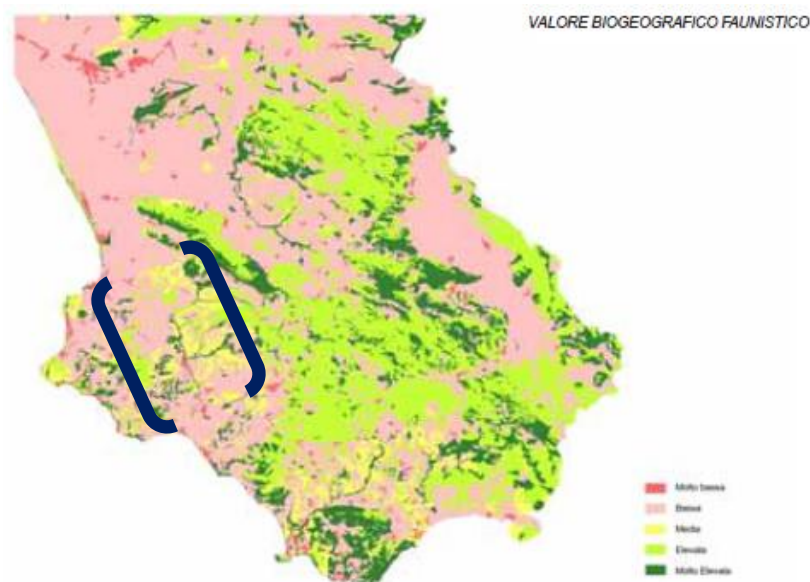 VALORE BIOGEOGRAFICO FAUNISTICO
Molto bassa
Bassa
Media
Elevata
Molto Elevata